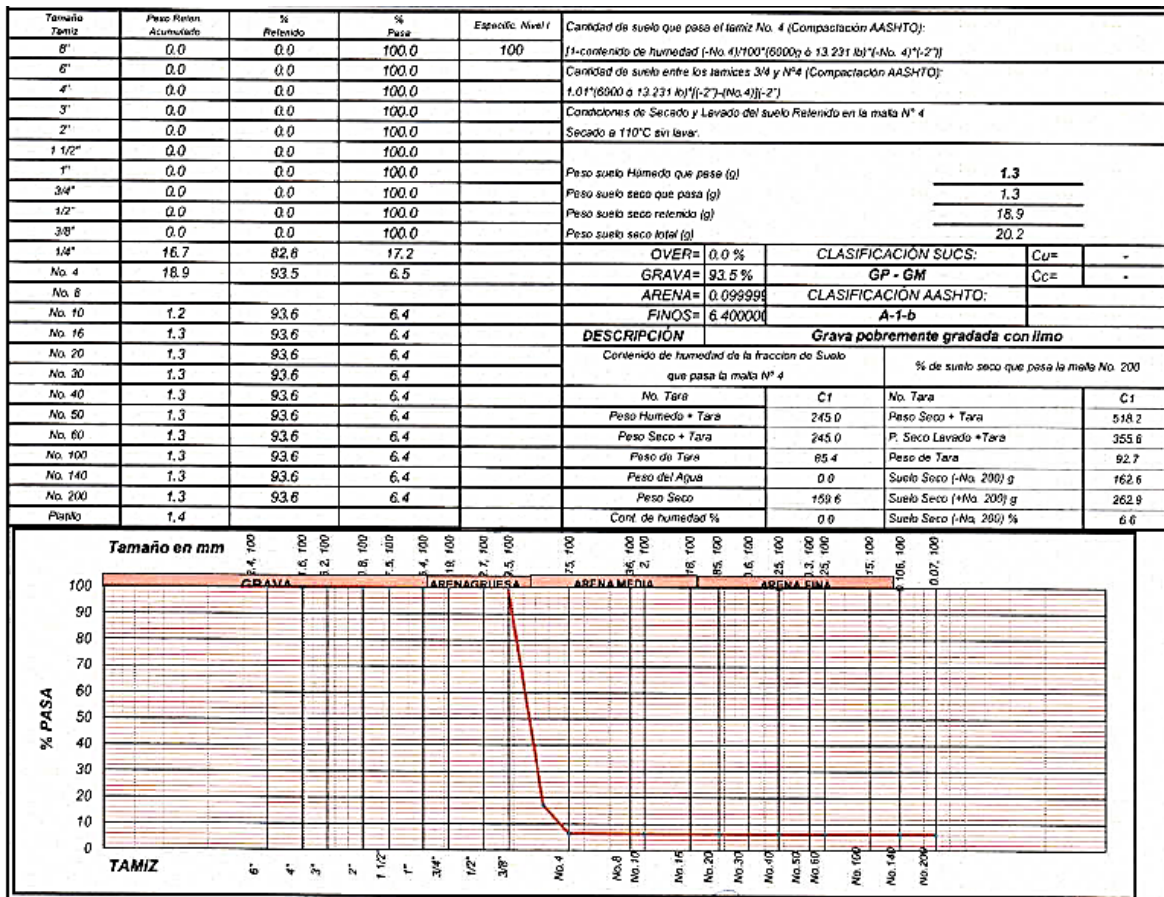 Tamaño Tamiz Peso Reten. Acumulado % Retenido % Pasa Especific. Nivel f
8" 0.0 0.0 100.0 100
6" 0.0 0.0 100.0
4" 0.0 0.0 100.0
3" 0.0 0.0 100.0
2" 0.0 0.0 100.0
1 1/2" 0.0 0.0 100.0
1" 0.0 0.0 100.0
3/4" 0.0 0.0 100.0
1/2" 0.0 0.0 100.0
3/8" 0.0 0.0 100.0
1/4" 16.7 82.8 17.2
No. 4 18.9 93.5 6.5
No. 8
No. 10 1.2 93.6 6.4
No. 16 1.3 93.6 6.4
No. 20 1.3 93.6 6.4
No. 30 1.3 93.6 6.4
No. 40 1.3 93.6 6.4
No. 50 1.3 93.6 6.4
No. 60 1.3 93.6 6.4
No. 100 1.3 93.6 6.4
No. 140 1.3 93.6 6.4
No. 200 1.3 93.6 6.4
Platillo 1.4
Cantidad de suelo que pasa el tamiz No. 4 (Compactación AASHTO):
[1-contenido de humedad (-No. 4)/100*(6000g ó 13.231 lb)*(-No. 4)*(-2")]
Cantidad de suelo entre los tamices 3/4 y N°4 (Compactación AASHTO):
1.01*(6000 ó 13.231 lb)*[(-2")-(No.4)](-2")
Condiciones de Secado y Lavado del suelo Retenido en la malla N° 4
Secado a 110°C sin lavar.
Peso suelo Húmedo que pasa (g) 1.3
Peso suelo seco que pasa (g) 1.3
Peso suelo seco retenido (g) 18.9
Peso suelo seco total (g) 20.2
OVER= 0.0 % CLASIFICACIÓN SUCS: Cu= -
GRAVA= 93.5 % GP - GM Cc= -
ARENA= 0.099999 CLASIFICACIÓN AASHTO:
FINOS= 6.400000 A-1-b
DESCRIPCIÓN Grava pobremente gradada con limo
Contenido de humedad de la fraccion de Suelo
que pasa la malla N° 4
% de suelo seco que pasa la malla No. 200
No. Tara C1 No. Tara C1
Peso Humedo + Tara 245.0 Peso Seco + Tara 518.2
Peso Seco + Tara 245.0 P. Seco Lavado +Tara 355.6
Peso de Tara 85.4 Peso de Tara 92.7
Peso del Agua 0.0 Suelo Seco (-No. 200) g 162.6
Peso Seco 159.6 Suelo Seco (+No. 200) g 262.9
Cont. de humedad % 0.0 Suelo Seco (-No. 200) % 6.6
Tamaño en mm
GRAVA ARENAGRUESA ARENA MEDIA ARENA FINA
% PASA
100
90
80
70
60
50
40
30
20
10
0
TAMIZ 6" 4" 3" 2" 1 1/2" 1" 3/4" 1/2" 3/8" No.4 No.8 No.10 No.16 No.20 No.30 No.40 No.50 No.60 No.100 No.140 No.200